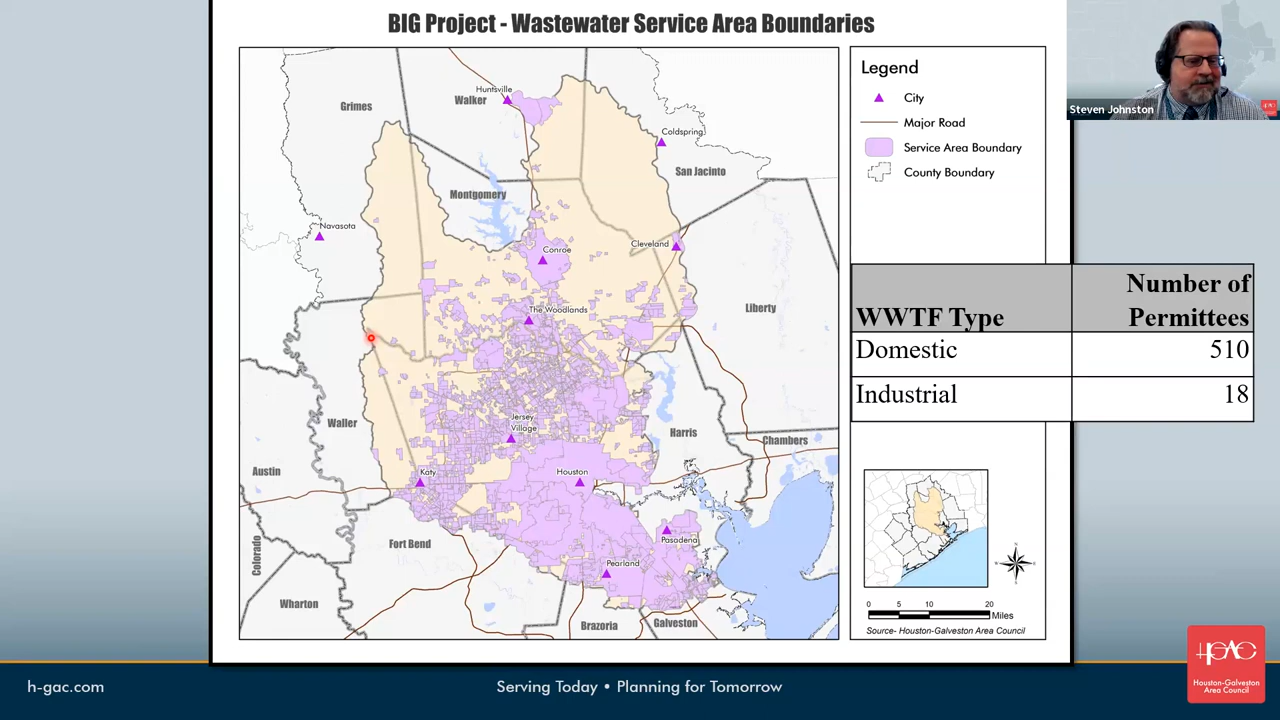 BIG Project - Wastewater Service Area Boundaries
Steven Johnston
Legend
City
Major Road
Service Area Boundary
County Boundary
Huntsville
Walker
Grimes
Coldspring
San Jacinto
Montgomery
Navasota
Cleveland
Conroe
The Woodlands
Liberty
WWTF Type
Number of
Permittees
Domestic
510
Industrial
18
Jersey
Village
Waller
Harris
Chambers
Austin
Katy
Houston
Pasadena
Fort Bend
Colorado
Pearland
Wharton
Brazoria
Galveston
0 5 10 20
Miles
Source- Houston-Galveston Area Council
h-gac.com
Serving Today • Planning for Tomorrow
HGAC
Houston-Galveston
Area Council